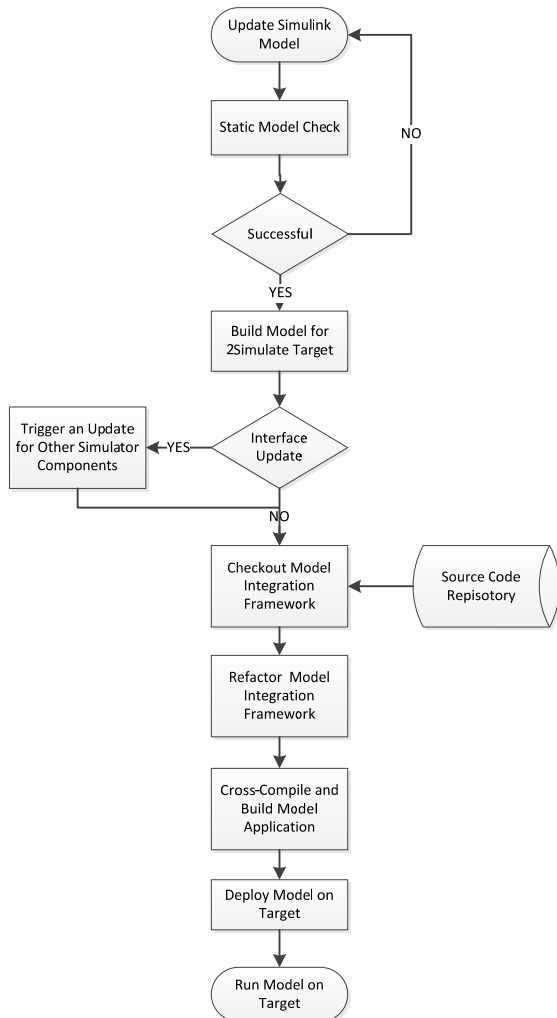 Update Simulink
Model
Static Model Check
NO
Successful
YES
Build Model for
2Simulate Target
Trigger an Update
for Other Simulator
Components
YES
Interface
Update
NO
Checkout Model
Integration
Framework
Source Code
Repisotory
Refactor Model
Integration
Framework
Cross-Compile and
Build Model
Application
Deploy Model on
Target
Run Model on
Target